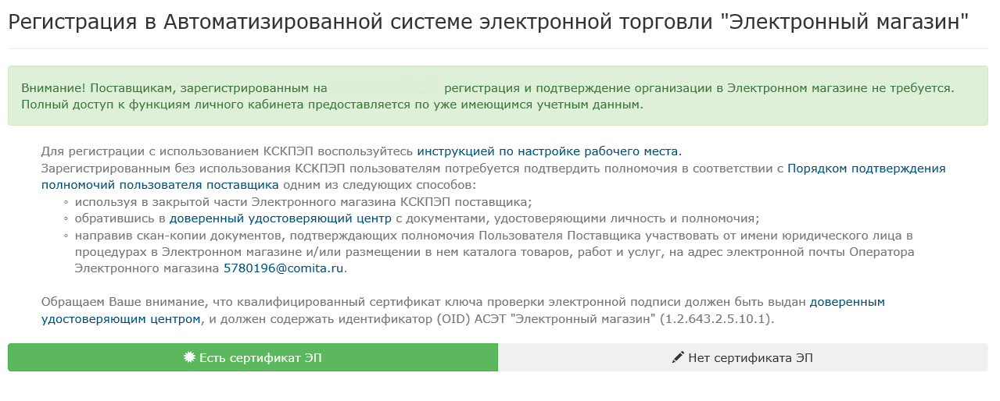 Регистрация в Автоматизированной системе электронной торговли "Электронный магазин"
Внимание! Поставщикам, зарегистрированным на регистрация и подтверждение организации в Электронном магазине не требуется.
Полный доступ к функциям личного кабинета предоставляется по уже имеющимся учетным данным.
Для регистрации с использованием КСКПЭП воспользуйтесь инструкцией по настройке рабочего места.
Зарегистрированным без использования КСКПЭП пользователям потребуется подтвердить полномочия в соответствии с Порядком подтверждения
полномочий пользователя поставщика одним из следующих способов:
◦ используя в закрытой части Электронного магазина КСКПЭП поставщика;
◦ обратившись в доверенный удостоверяющий центр с документами, удостоверяющими личность и полномочия;
◦ направив скан-копии документов, подтверждающих полномочия Пользователя Поставщика участвовать от имени юридического лица в
процедурах в Электронном магазине и/или размещении в нем каталога товаров, работ и услуг, на адрес электронной почты Оператора
Электронного магазина 5780196@comita.ru.
Обращаем Ваше внимание, что квалифицированный сертификат ключа проверки электронной подписи должен быть выдан доверенным
удостоверяющим центром, и должен содержать идентификатор (OID) АСЭТ "Электронный магазин" (1.2.643.2.5.10.1).
Есть сертификат ЭП
Нет сертификата ЭП